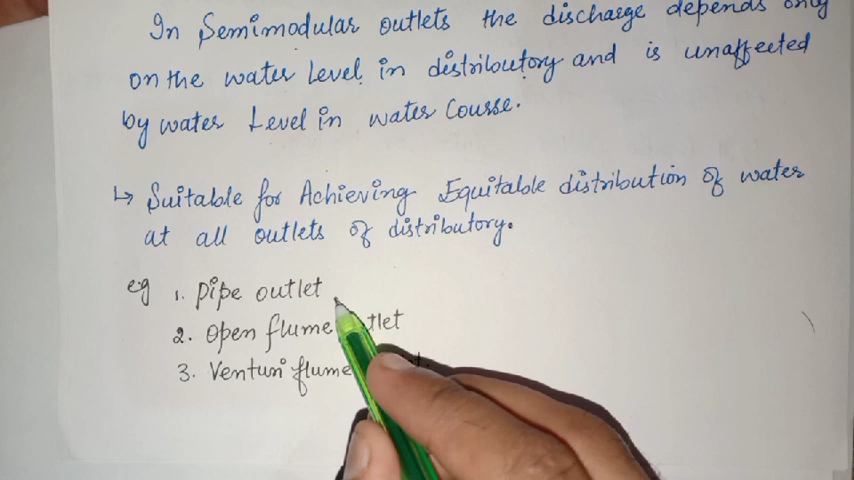 In Semimodular outlets the discharge depends only
on the water Level in distributory and is unaffected
by water Level in water Course.
↳ Suitable for Achieving Equitable distribution of water
at all outlets of distributory.
eg 1. pipe outlet
2. Open flume
3. Venturi flume